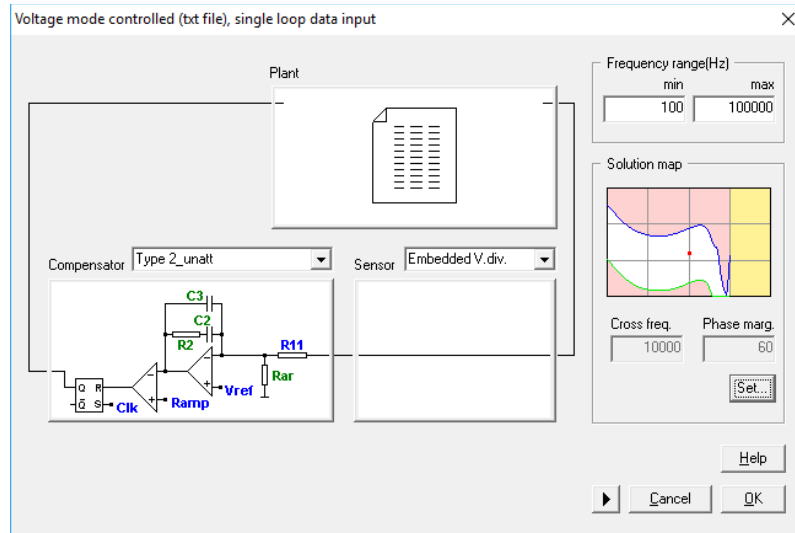 Voltage mode controlled (txt file), single loop data input
Plant
Frequency range(Hz)
min max
100 100000
Solution map
Compensator Type 2_unatt
Sensor Embedded V.div.
C3
C2
R2
R11
Rar
Vref
Q R
Q̄ S
Clk
Ramp
Cross freq. Phase marg.
10000 60
Set...
Help
Cancel OK